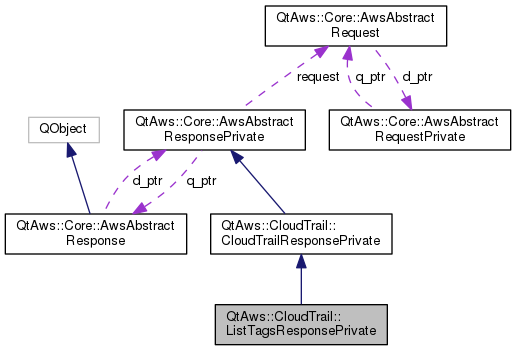 QtAws::Core::AwsAbstract
Request
request
q_ptr
d_ptr
QObject
QtAws::Core::AwsAbstract
ResponsePrivate
QtAws::Core::AwsAbstract
RequestPrivate
d_ptr
q_ptr
QtAws::Core::AwsAbstract
Response
QtAws::CloudTrail::
CloudTrailResponsePrivate
QtAws::CloudTrail::
ListTagsResponsePrivate